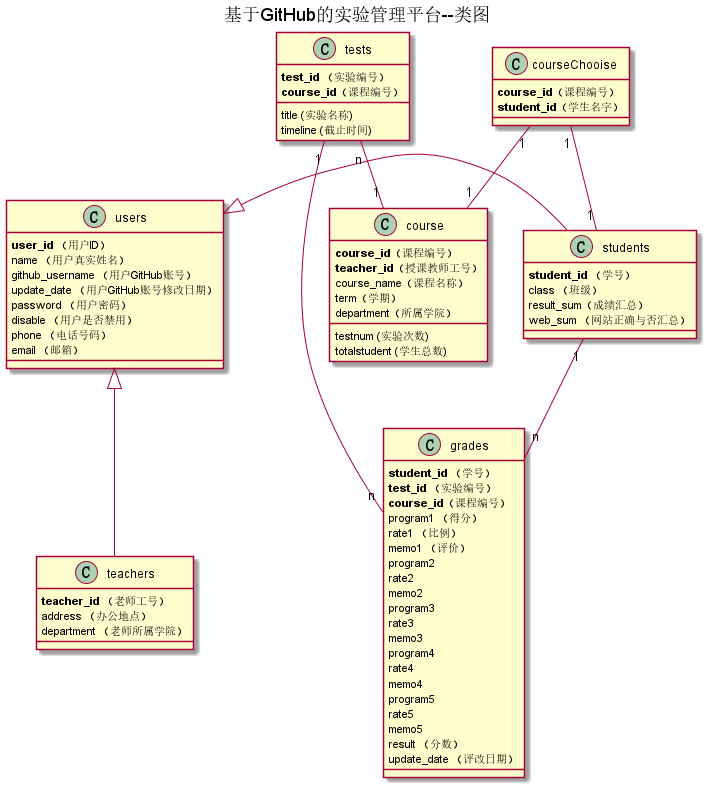 基于GitHub的实验管理平台--类图
C tests
test_id （实验编号）
course_id（课程编号）
title (实验名称)
timeline (截止时间)
C courseChooise
course_id（课程编号）
student_id（学生名字）
1
n
1
1
1
1
1
C users
user_id （用户ID）
name （用户真实姓名）
github_username （用户GitHub账号）
update_date （用户GitHub账号修改日期）
password （用户密码）
disable （用户是否禁用）
phone （电话号码）
email （邮箱）
C course
course_id（课程编号）
teacher_id（授课教师工号）
course_name（课程名称）
term（学期）
department（所属学院）
testnum (实验次数)
totalstudent (学生总数)
C students
student_id （学号）
class （班级）
result_sum（成绩汇总）
web_sum （网站正确与否汇总）
1
n
n
C grades
student_id （学号）
test_id （实验编号）
course_id（课程编号）
program1 （得分）
rate1 （比例）
memo1 （评价）
program2
rate2
memo2
program3
rate3
memo3
program4
rate4
memo4
program5
rate5
memo5
result （分数）
update_date （评改日期）
C teachers
teacher_id （老师工号）
address （办公地点）
department （老师所属学院）